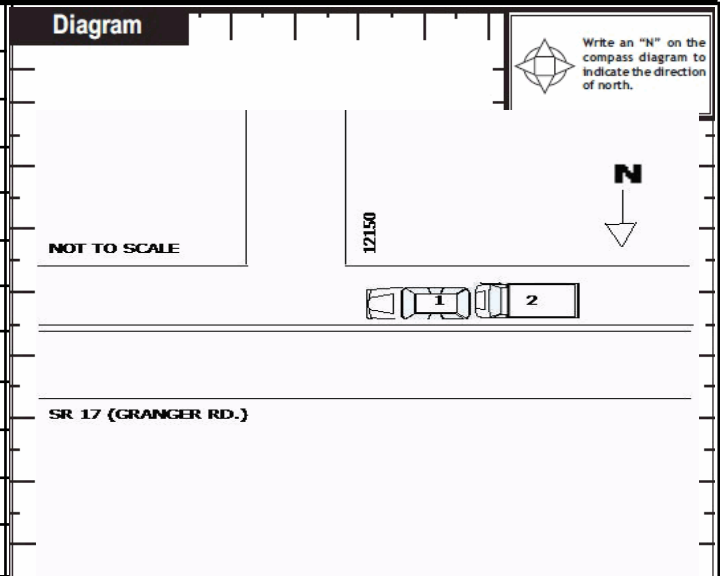 Diagram
Write an “N” on the
compass diagram to
indicate the direction
of north.
N
12150
NOT TO SCALE
1
2
SR 17 (GRANGER RD.)